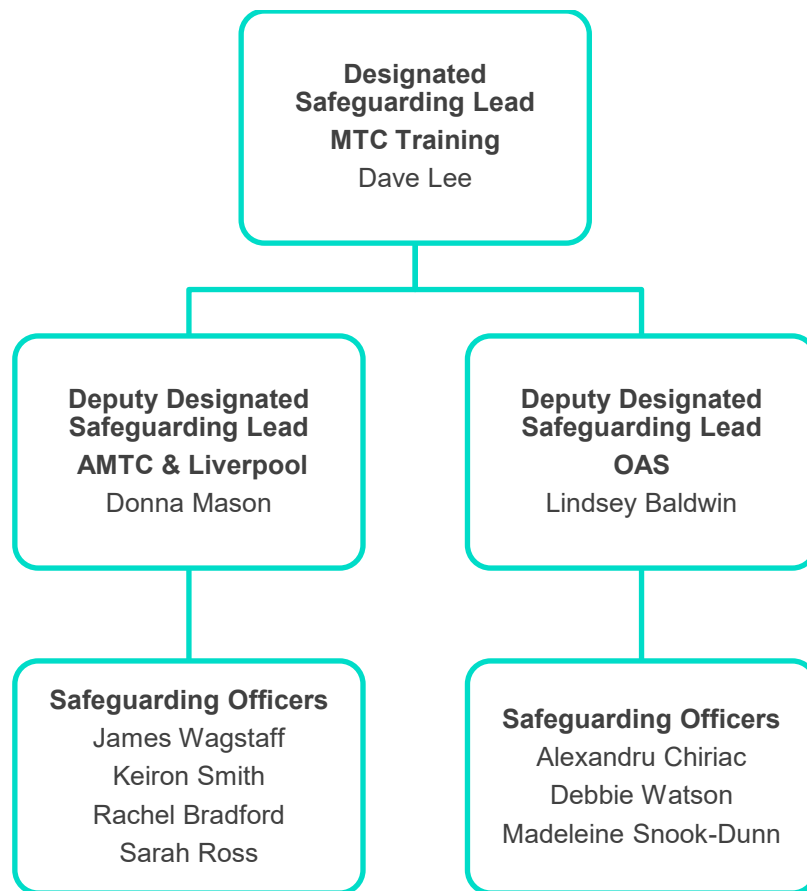 Designated
Safeguarding Lead
MTC Training
Dave Lee
Deputy Designated
Safeguarding Lead
AMTC & Liverpool
Donna Mason
Deputy Designated
Safeguarding Lead
OAS
Lindsey Baldwin
Safeguarding Officers
James Wagstaff
Keiron Smith
Rachel Bradford
Sarah Ross
Safeguarding Officers
Alexandru Chiriac
Debbie Watson
Madeleine Snook-Dunn